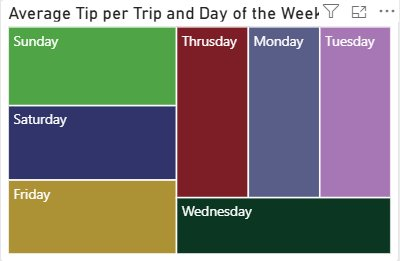 Average Tip per Trip and Day of the Week
Sunday
Saturday
Friday
Thrusday
Monday
Tuesday
Wednesday